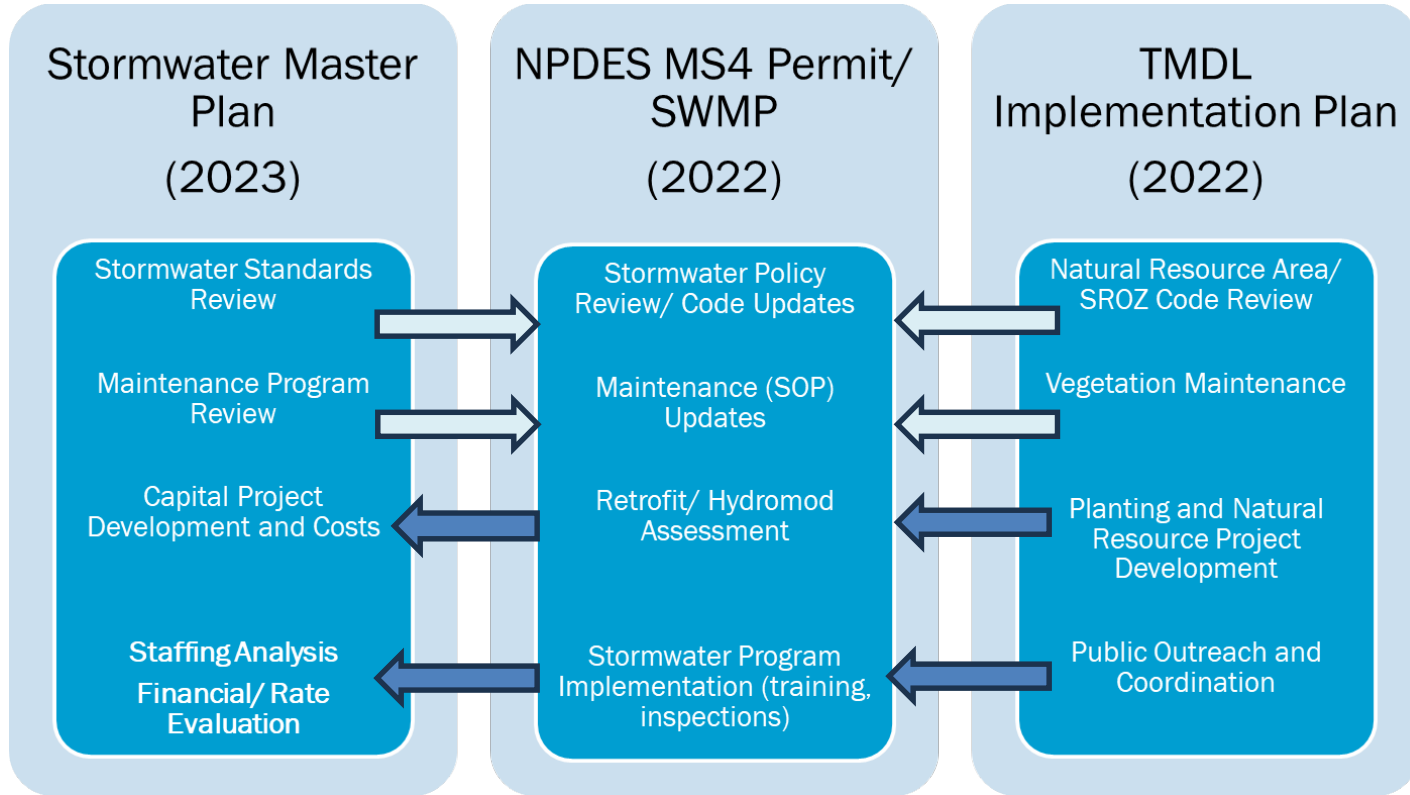 Stormwater Master
Plan
(2023)
Stormwater Standards
Review
Maintenance Program
Review
Capital Project
Development and Costs
Staffing Analysis
Financial/ Rate
Evaluation
NPDES MS4 Permit/
SWMP
(2022)
Stormwater Policy
Review/ Code Updates
Maintenance (SOP)
Updates
Retrofit/ Hydromod
Assessment
Stormwater Program
Implementation (training,
inspections)
TMDL
Implementation Plan
(2022)
Natural Resource Area/
SROZ Code Review
Vegetation Maintenance
Planting and Natural
Resource Project
Development
Public Outreach and
Coordination